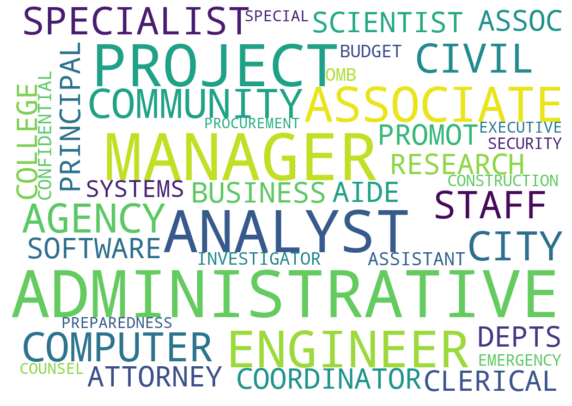 SPECIALIST SPECIAL SCIENTIST ASSOC
PROJECT BUDGET CIVIL
OMB
COLLEGE CONFIDENTIAL PRINCIPAL COMMUNITY ASSOCIATE
PROCUREMENT PROMOT EXECUTIVE
MANAGER SECURITY
RESEARCH
SYSTEMS BUSINESS AIDE CONSTRUCTION
STAFF
AGENCY ANALYST
SOFTWARE CITY
INVESTIGATOR ASSISTANT
ADMINISTRATIVE
PREPAREDNESS
COMPUTER ENGINEER DEPTS
EMERGENCY
COUNSEL ATTORNEY COORDINATOR CLERICAL